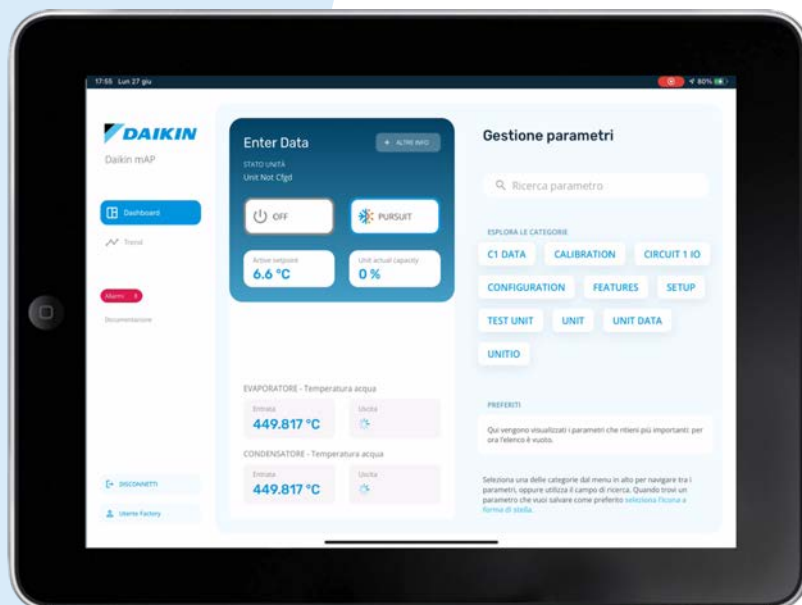 17:55 Lun 27 giu
80%
DAIKIN
Daikin mAP
Dashboard
Trend
Allarmi
Documentazione
DISCONNETTI
Utente Factory
Enter Data
+ ALTRE INFO
STATO UNITÀ
Unit Not Cfgd
OFF
PURSUIT
Active setpoint
6.6 °C
Unit actual capacity
0 %
EVAPORATORE - Temperatura acqua
Entrata
449.817 °C
Uscita
CONDENSATORE - Temperatura acqua
Entrata
449.817 °C
Uscita
Gestione parametri
Ricerca parametro
ESPLORA LE CATEGORIE
C1 DATA CALIBRATION CIRCUIT 1 IO
CONFIGURATION FEATURES SETUP
TEST UNIT UNIT UNIT DATA
UNITIO
PREFERITI
Qui vengono visualizzati i parametri che ritieni più importanti: per
ora l'elenco è vuoto.
Seleziona una delle categorie dal menu in alto per navigare tra i
parametri, oppure utilizza il campo di ricerca. Quando trovi un
parametro che vuoi salvare come preferito seleziona l'icona a
forma di stella.